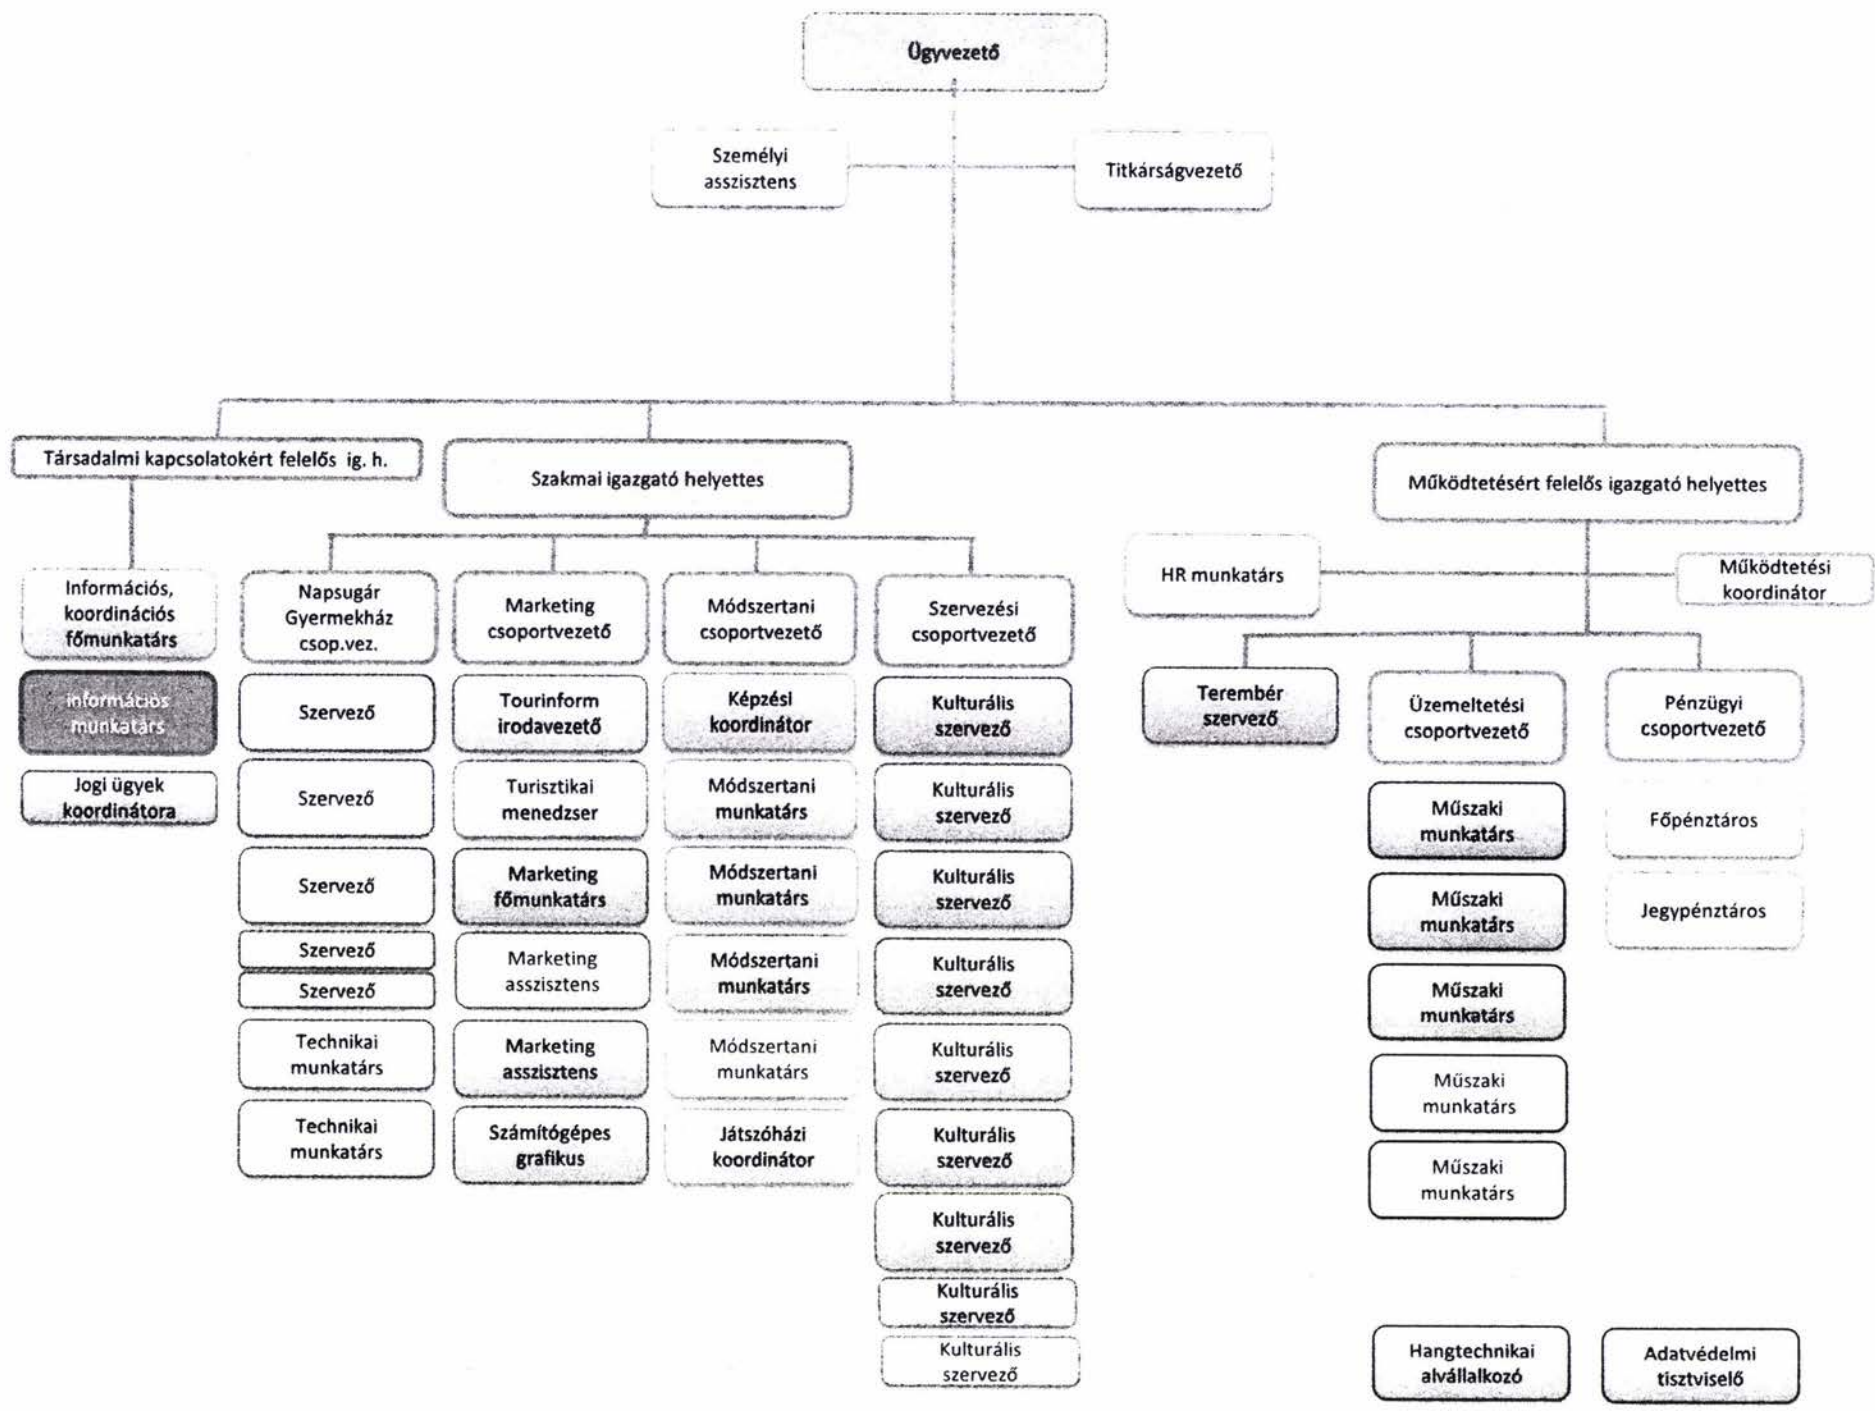 Ügyvezető
Személyi
asszisztens
Titkárságvezető
Társadalmi kapcsolatokért felelős ig. h.
Szakmai igazgató helyettes
Működtetésért felelős igazgató helyettes
HR munkatárs
Működtetési
koordinátor
Információs,
koordinációs
főmunkatárs
információs
munkatárs
Jogi ügyek
koordinátora
Napsugár
Gyermekház
csop.vez.
Szervező
Szervező
Szervező
Szervező
Szervező
Technikai
munkatárs
Technikai
munkatárs
Marketing
csoportvezető
Tourinform
irodavezető
Turisztikai
menedzser
Marketing
főmunkatárs
Marketing
asszisztens
Marketing
asszisztens
Számítógépes
grafikus
Módszertani
csoportvezető
Képzési
koordinátor
Módszertani
munkatárs
Módszertani
munkatárs
Módszertani
munkatárs
Módszertani
munkatárs
Játszóházi
koordinátor
Szervezési
csoportvezető
Kulturális
szervező
Kulturális
szervező
Kulturális
szervező
Kulturális
szervező
Kulturális
szervező
Kulturális
szervező
Kulturális
szervező
Kulturális
szervező
Kulturális
szervező
Terembér
szervező
Üzemeltetési
csoportvezető
Műszaki
munkatárs
Műszaki
munkatárs
Műszaki
munkatárs
Műszaki
munkatárs
Műszaki
munkatárs
Pénzügyi
csoportvezető
Főpénztáros
Jegypénztáros
Hangtechnikai
alvállalkozó
Adatvédelmi
tisztviselő